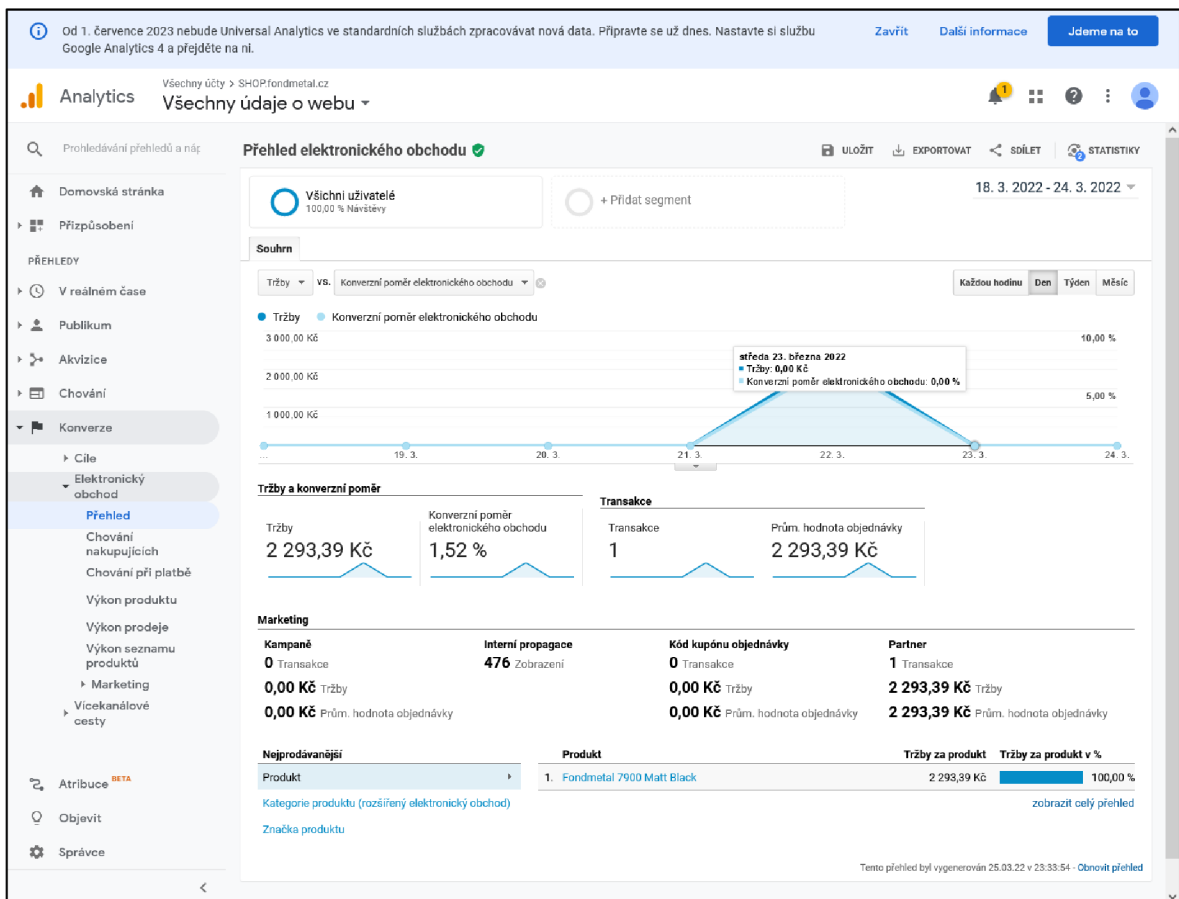 Od 1. července 2023 nebude Universal Analytics ve standardních službách zpracovávat nová data. Připravte se už dnes. Nastavte si službu
Google Analytics 4 a přejděte na ni.
Zavřít
Další informace
Jdeme na to
Analytics
Všechny účty > SHOP.fondmetal.cz
Všechny údaje o webu
1
Prohledávání přehledů a náp
Domovská stránka
Přizpůsobení
PŘEHLEDY
V reálném čase
Publikum
Akvizice
Chování
Konverze
Cíle
Elektronický
obchod
Přehled
Chování
nakupujících
Chování při platbě
Výkon produktu
Výkon prodeje
Výkon seznamu
produktů
Marketing
Vícekanálové
cesty
Atribuce BETA
Objevit
Správce
Přehled elektronického obchodu
ULOŽIT
EXPORTOVAT
SDÍLET
2
STATISTIKY
Všichni uživatelé
100,00 % Návštěvy
+ Přidat segment
18. 3. 2022 - 24. 3. 2022
Souhrn
Tržby
VS.
Konverzní poměr elektronického obchodu
Každou hodinu
Den
Týden
Měsíc
Tržby
Konverzní poměr elektronického obchodu
3 000,00 Kč
2 000,00 Kč
1 000,00 Kč
10,00 %
5,00 %
středa 23. března 2022
Tržby: 0,00 Kč
Konverzní poměr elektronického obchodu: 0,00 %
...
19. 3.
20. 3.
21. 3.
22. 3.
23. 3.
24. 3.
Tržby a konverzní poměr
Tržby
2 293,39 Kč
Konverzní poměr
elektronického obchodu
1,52 %
Transakce
Transakce
1
Prům. hodnota objednávky
2 293,39 Kč
Marketing
Kampaně
0 Transakce
0,00 Kč Tržby
0,00 Kč Prům. hodnota objednávky
Interní propagace
476 Zobrazení
Kód kupónu objednávky
0 Transakce
0,00 Kč Tržby
0,00 Kč Prům. hodnota objednávky
Partner
1 Transakce
2 293,39 Kč Tržby
2 293,39 Kč Prům. hodnota objednávky
Nejprodávanější
Produkt
Kategorie produktu (rozšířený elektronický obchod)
Značka produktu
Produkt
Tržby za produkt
Tržby za produkt v %
1. Fondmetal 7900 Matt Black
2 293,39 Kč
100,00 %
zobrazit celý přehled
Tento přehled byl vygenerován 25.03.22 v 23:33:54 - Obnovit přehled